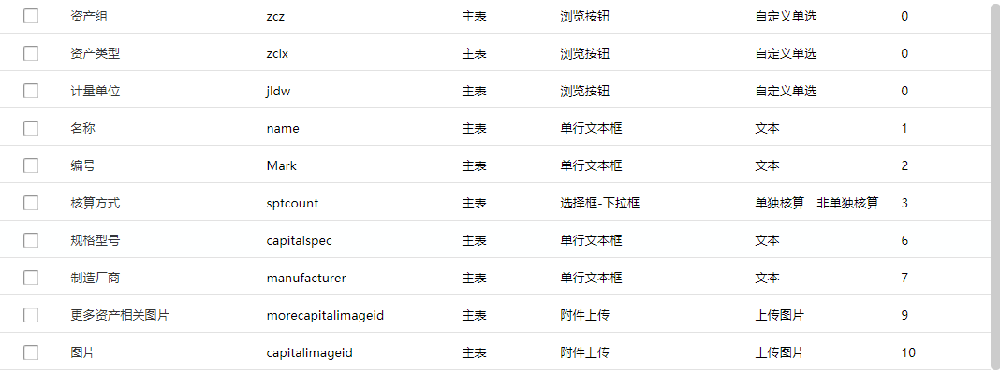 资产组 zcz 主表 浏览按钮 自定义单选 0
资产类型 zclx 主表 浏览按钮 自定义单选 0
计量单位 jldw 主表 浏览按钮 自定义单选 0
名称 name 主表 单行文本框 文本 1
编号 Mark 主表 单行文本框 文本 2
核算方式 sptcount 主表 选择框-下拉框 单独核算 非单独核算 3
规格型号 capitalspec 主表 单行文本框 文本 6
制造厂商 manufacturer 主表 单行文本框 文本 7
更多资产相关图片 morecapitalimageid 主表 附件上传 上传图片 9
图片 capitalimageid 主表 附件上传 上传图片 10